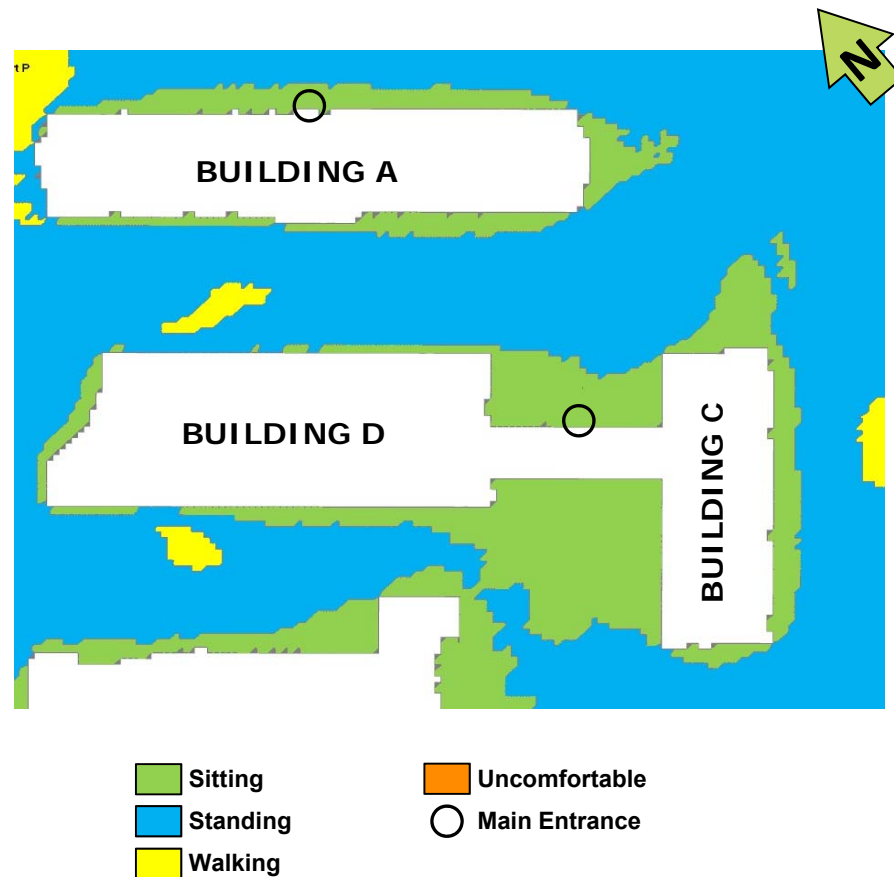 N
t P
BUILDING A
BUILDING D
BUILDING C
Sitting
Uncomfortable
Standing
Main Entrance
Walking